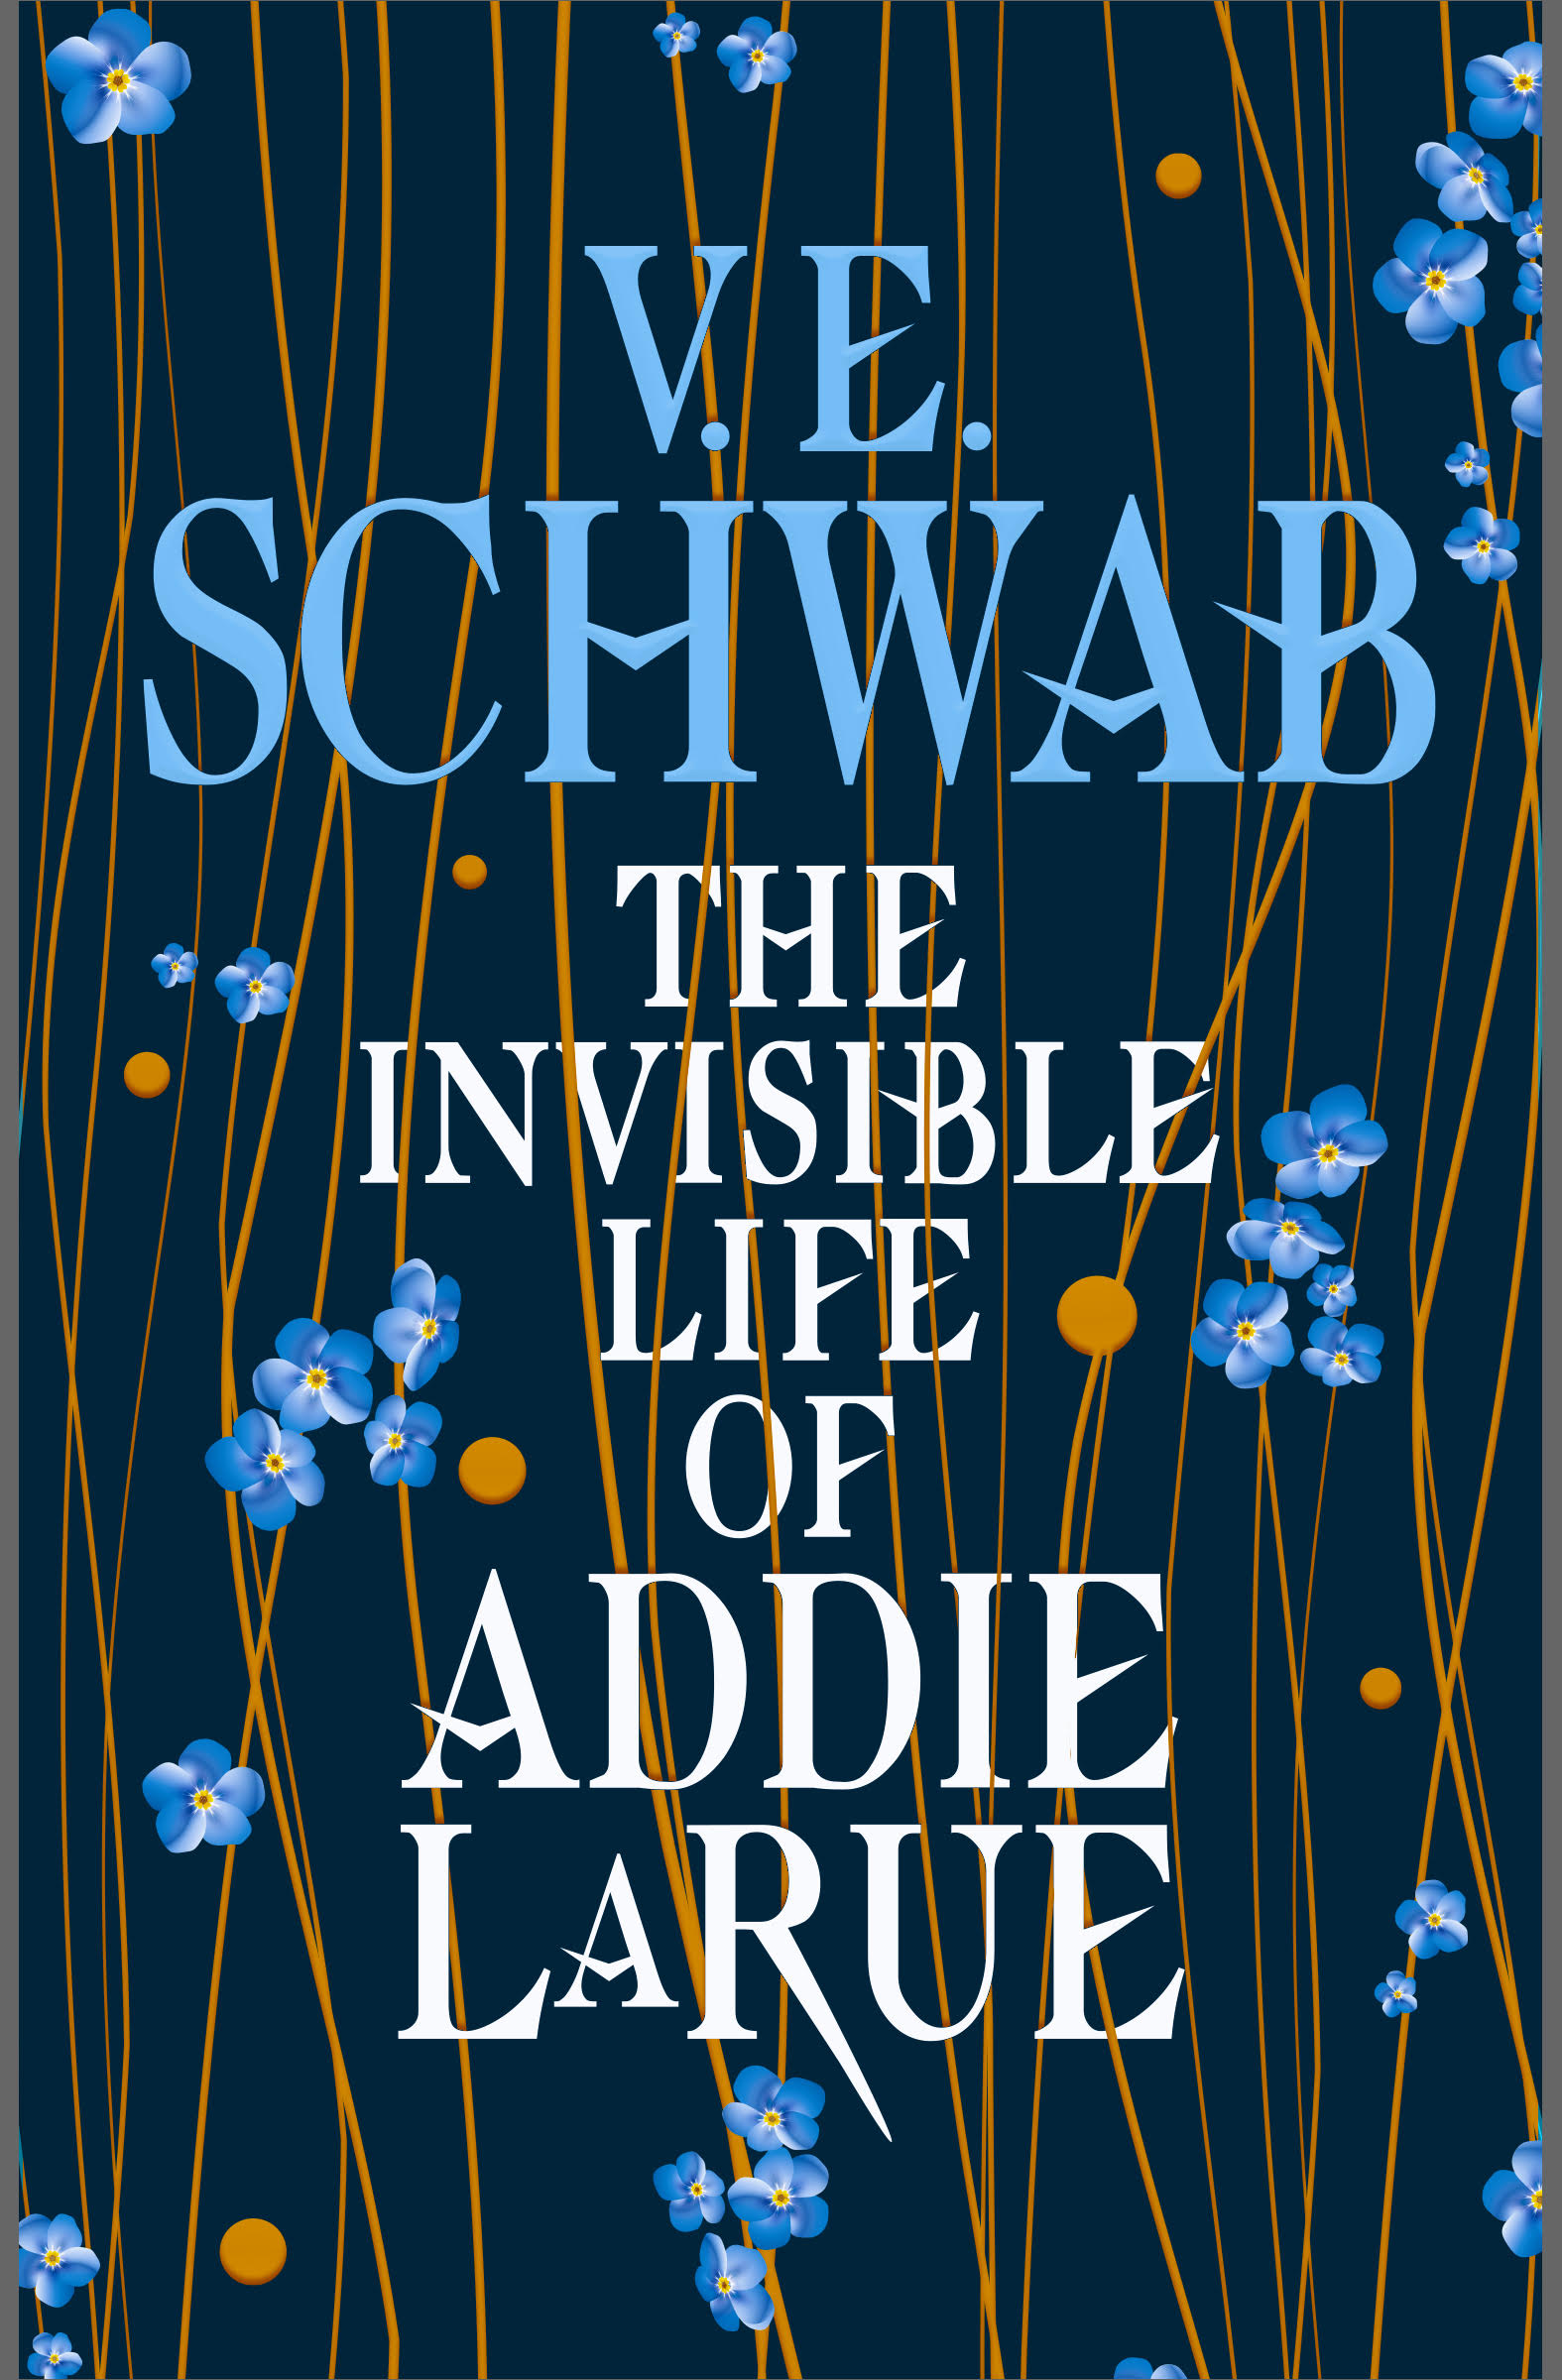 V. E.
SCHWAB
THE
INVISIBLE
LIFE
OF
ADDIE
LARUE